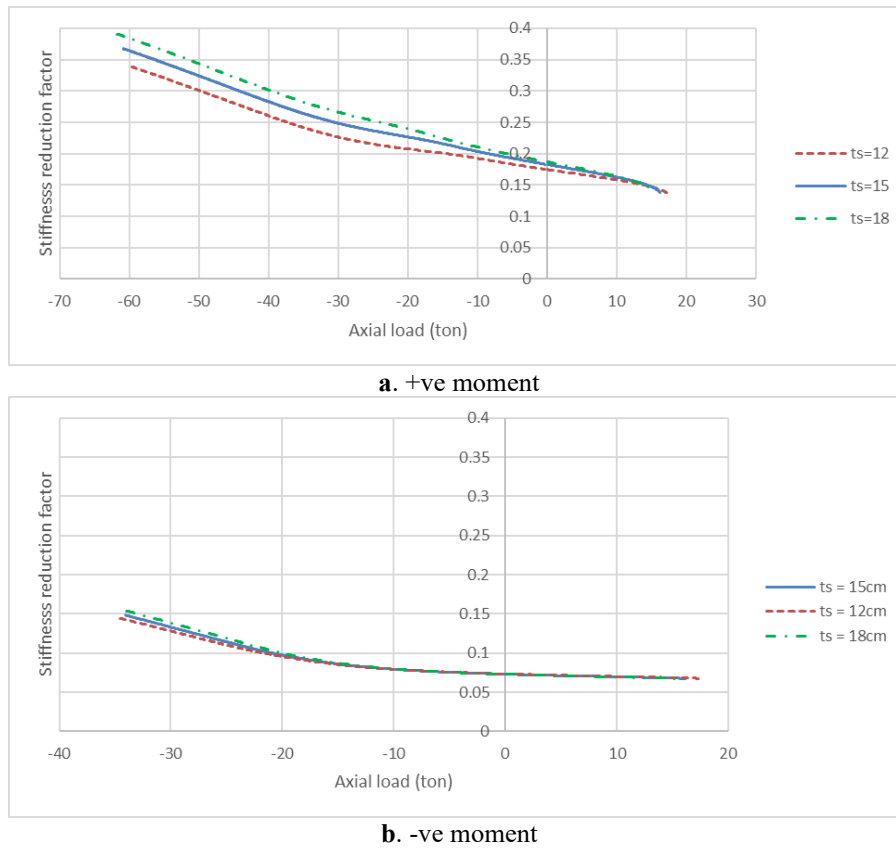 0.4
0.35
0.3
0.25
0.2
0.15
0.1
0.05
0
-70 -60 -50 -40 -30 -20 -10 0 10 20 30
Stiffnesss reduction factor
Axial load (ton)
ts=12
ts=15
ts=18
a. +ve moment
0.4
0.35
0.3
0.25
0.2
0.15
0.1
0.05
0
-40 -30 -20 -10 0 10 20
Stiffnesss reduction factor
Axial load (ton)
ts = 15cm
ts = 12cm
ts = 18cm
b. -ve moment